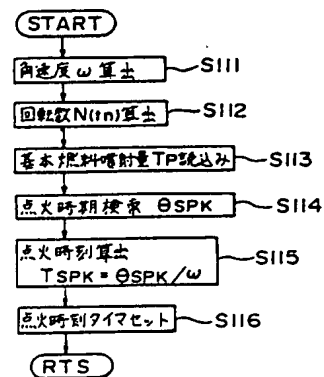 START
角速度ω算出
S111
回転数N(tn)算出
S112
基本燃料噴射量TP読込み
S113
点火時期検索 θSPK
S114
点火時刻算出
TSPK=θSPK/ω
S115
点火時刻タイマセット
S116
RTS